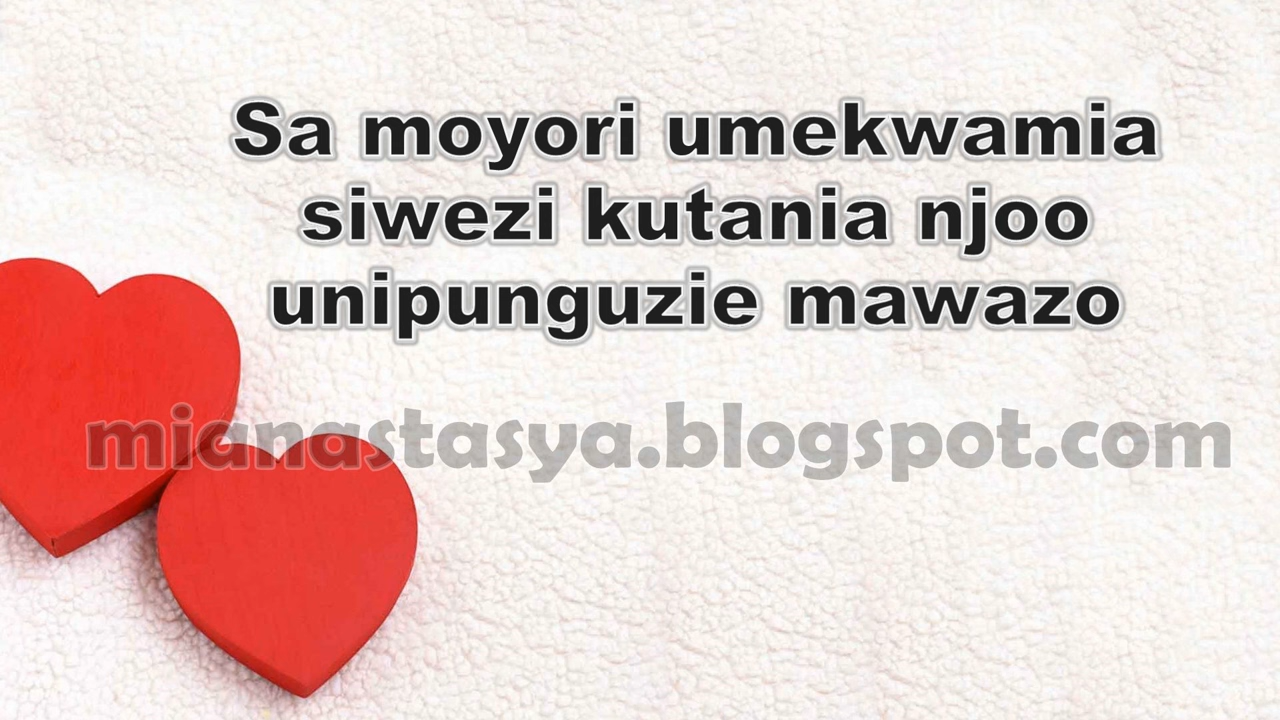 Sa moyori umekwamia
siwezi kutania njoo
unipunguzie mawazo
mianastasya.blogspot.com